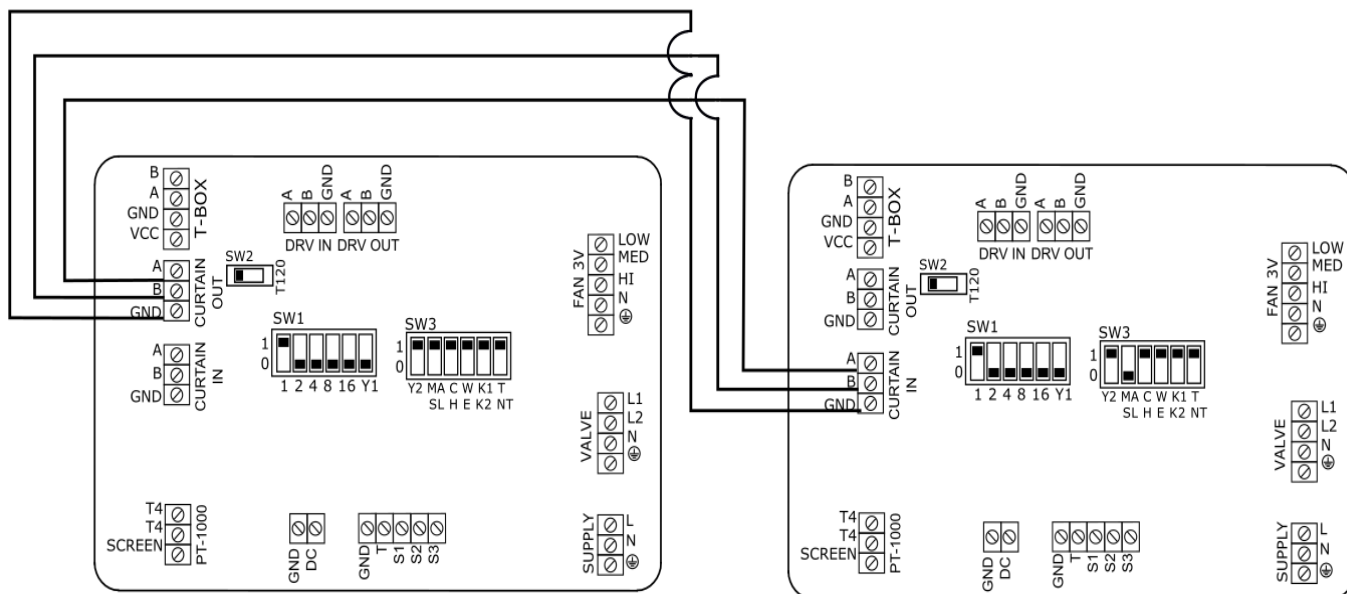 B
A
GND
VCC
T-BOX
A
B
GND
CURTAIN
OUT
A
B
GND
CURTAIN
IN
SW2
T120
A
B
GND
A
B
GND
DRV IN DRV OUT
SW1
1
0
1 2 4 8 16 Y1
SW3
1
0
Y2 MA C W K1 T
SL H E K2 NT
FAN 3V
LOW
MED
HI
N
VALVE
L1
L2
N
T4
T4
SCREEN
PT-1000
GND
DC
GND
T
S1
S2
S3
SUPPLY
L
N
B
A
GND
VCC
T-BOX
A
B
GND
CURTAIN
OUT
A
B
GND
CURTAIN
IN
SW2
T120
A
B
GND
A
B
GND
DRV IN DRV OUT
SW1
1
0
1 2 4 8 16 Y1
SW3
1
0
Y2 MA C W K1 T
SL H E K2 NT
FAN 3V
LOW
MED
HI
N
VALVE
L1
L2
N
T4
T4
SCREEN
PT-1000
GND
DC
GND
T
S1
S2
S3
SUPPLY
L
N